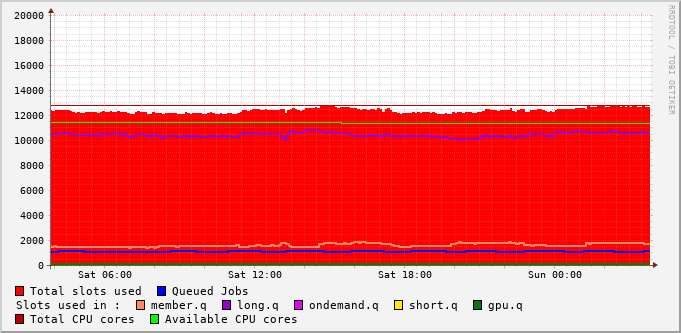 20000
18000
16000
14000
12000
10000
8000
6000
4000
2000
0
Sat 06:00 Sat 12:00 Sat 18:00 Sun 00:00
Total slots used Queued Jobs
Slots used in : member.q long.q ondemand.q short.q gpu.q
Total CPU cores Available CPU cores
RRDTOOL / TOBI OETIKER